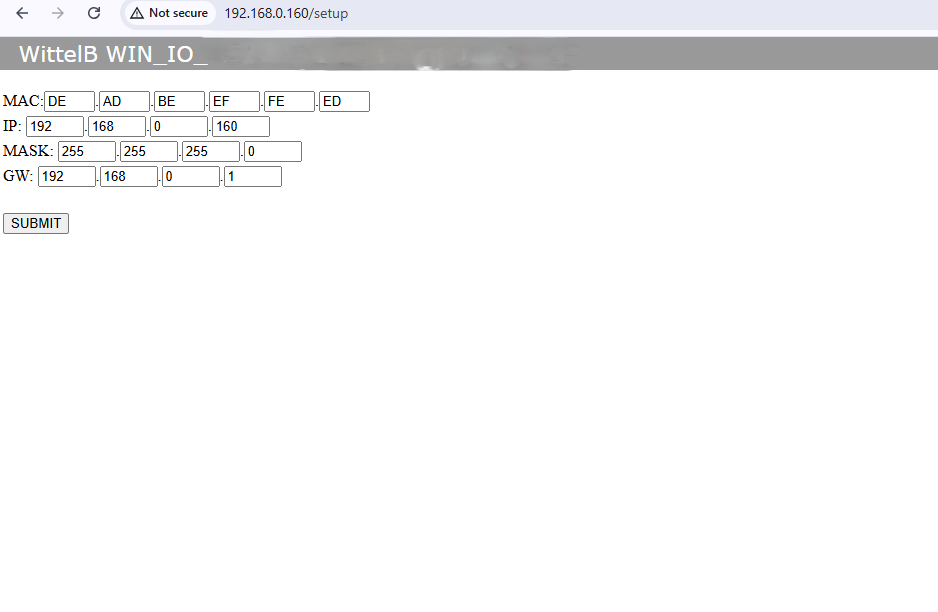 Not secure 192.168.0.160/setup
WittelB WIN_IO_
MAC: DE.AD.BE.EF.FE.ED
IP: 192.168.0.160
MASK: 255.255.255.0
GW: 192.168.0.1
SUBMIT